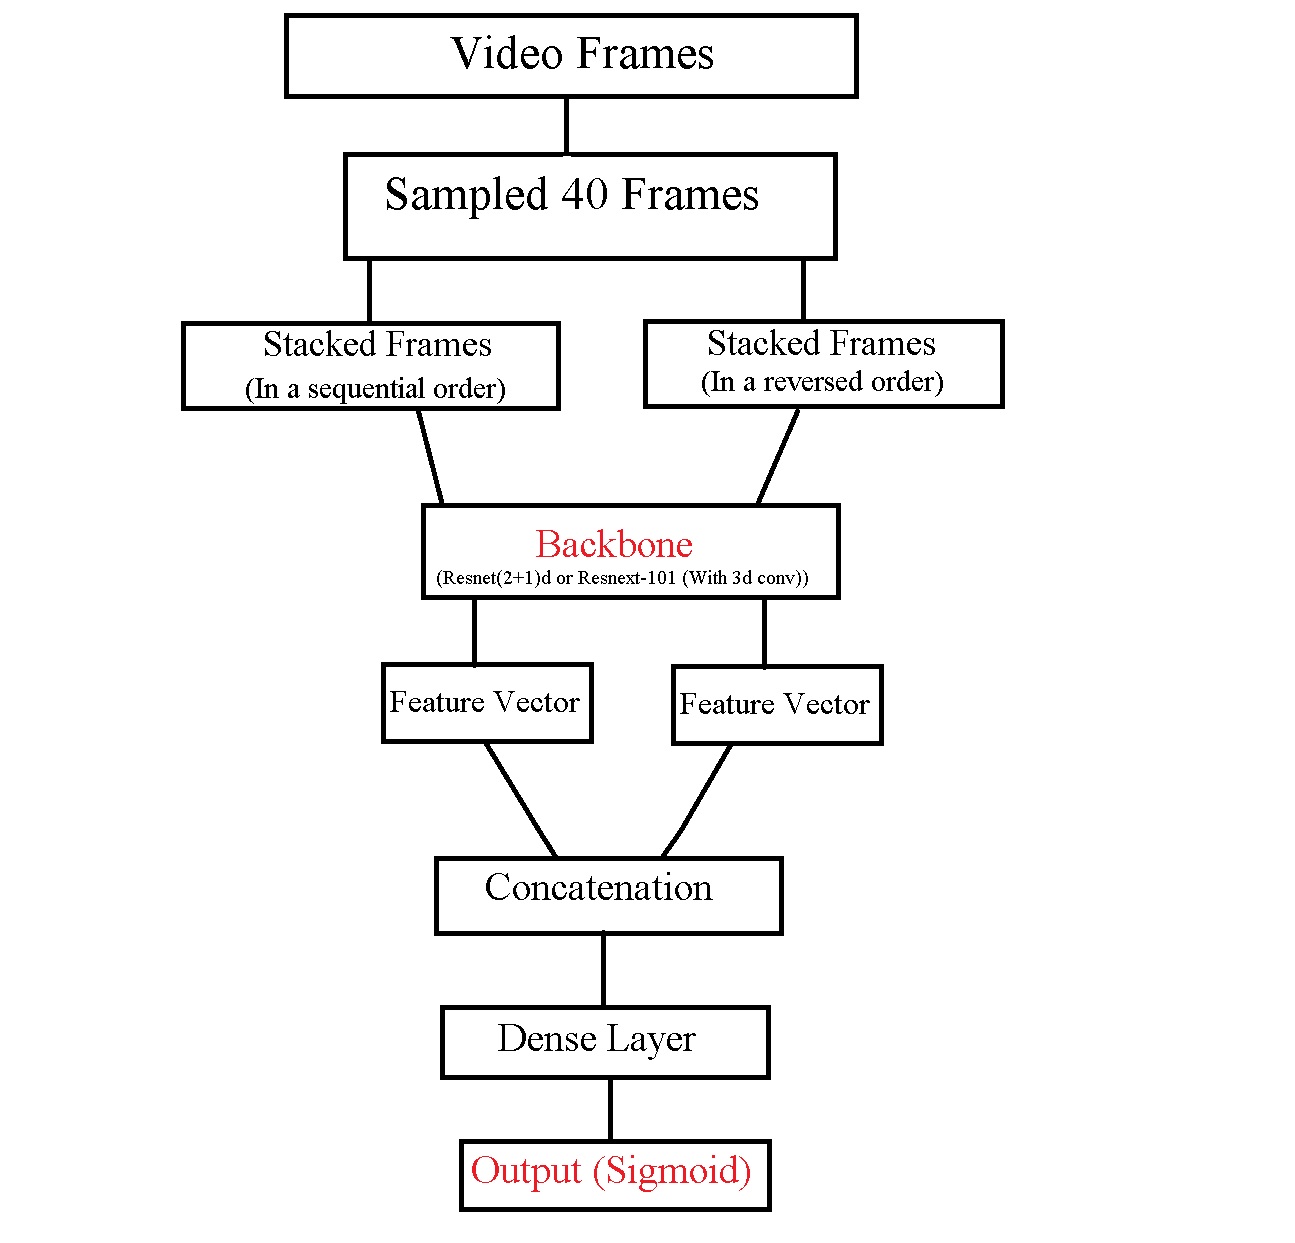 Video Frames
Sampled 40 Frames
Stacked Frames
(In a sequential order)
Stacked Frames
(In a reversed order)
Backbone
(Resnet(2+1)d or Resnext-101 (With 3d conv))
Feature Vector
Feature Vector
Concatenation
Dense Layer
Output (Sigmoid)